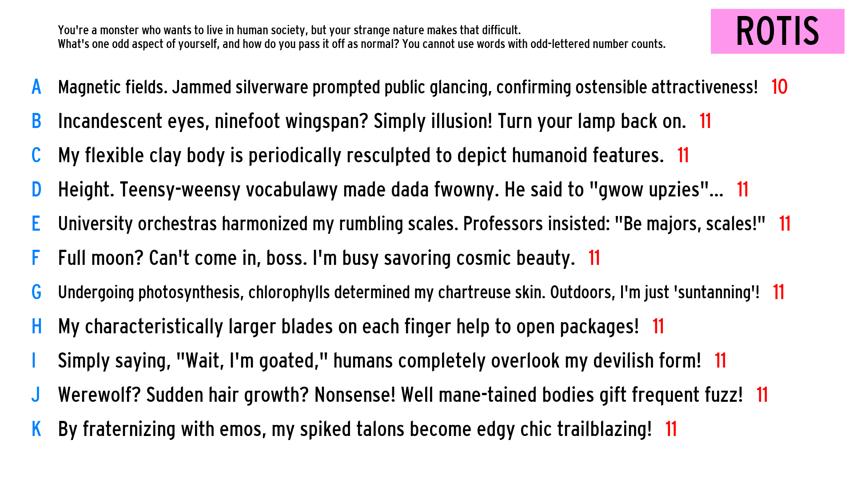 You're a monster who wants to live in human society, but your strange nature makes that difficult.
What's one odd aspect of yourself, and how do you pass it off as normal? You cannot use words with odd-lettered number counts.
ROTIS
A Magnetic fields. Jammed silverware prompted public glancing, confirming ostensible attractiveness! 10
B Incandescent eyes, ninefoot wingspan? Simply illusion! Turn your lamp back on. 11
C My flexible clay body is periodically resculpted to depict humanoid features. 11
D Height. Teensy-weensy vocabulawy made dada fwowny. He said to "gwow upzies"... 11
E University orchestras harmonized my rumbling scales. Professors insisted: "Be majors, scales!" 11
F Full moon? Can't come in, boss. I'm busy savoring cosmic beauty. 11
G Undergoing photosynthesis, chlorophylls determined my chartreuse skin. Outdoors, I'm just 'suntanning'! 11
H My characteristically larger blades on each finger help to open packages! 11
I Simply saying, "Wait, I'm goated," humans completely overlook my devilish form! 11
J Werewolf? Sudden hair growth? Nonsense! Well mane-tained bodies gift frequent fuzz! 11
K By fraternizing with emos, my spiked talons become edgy chic trailblazing! 11